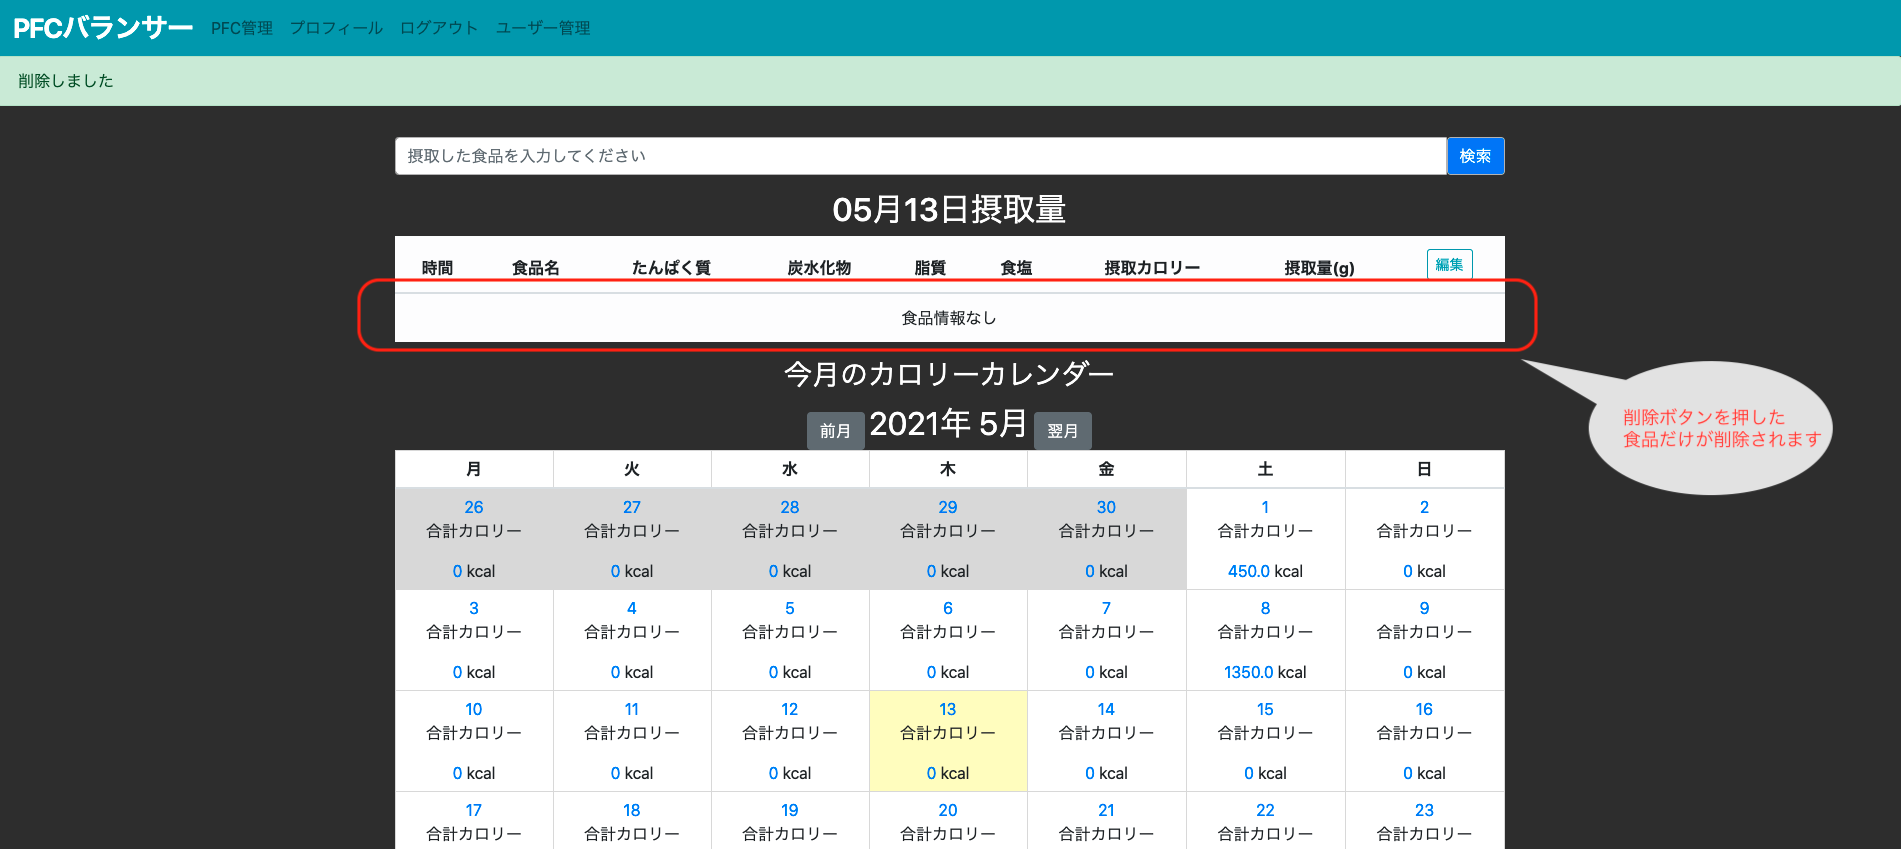 PFCバランサー PFC管理 プロフィール ログアウト ユーザー管理
削除しました
摂取した食品を入力してください 検索
05月13日摂取量
時間 食品名 たんぱく質 炭水化物 脂質 食塩 摂取カロリー 摂取量(g) 編集
食品情報なし
今月のカロリーカレンダー
前月 2021年 5月 翌月
削除ボタンを押した
食品だけが削除されます
月 火 水 木 金 土 日
26 27 28 29 30 1 2
合計カロリー 合計カロリー 合計カロリー 合計カロリー 合計カロリー 合計カロリー 合計カロリー
0 kcal 0 kcal 0 kcal 0 kcal 0 kcal 450.0 kcal 0 kcal
3 4 5 6 7 8 9
合計カロリー 合計カロリー 合計カロリー 合計カロリー 合計カロリー 合計カロリー 合計カロリー
0 kcal 0 kcal 0 kcal 0 kcal 0 kcal 1350.0 kcal 0 kcal
10 11 12 13 14 15 16
合計カロリー 合計カロリー 合計カロリー 合計カロリー 合計カロリー 合計カロリー 合計カロリー
0 kcal 0 kcal 0 kcal 0 kcal 0 kcal 0 kcal 0 kcal
17 18 19 20 21 22 23
合計カロリー 合計カロリー 合計カロリー 合計カロリー 合計カロリー 合計カロリー 合計カロリー